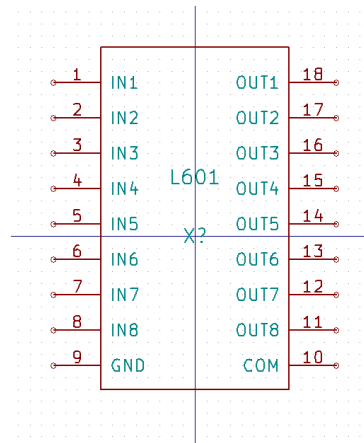 1 IN1 OUT1 18
2 IN2 OUT2 17
3 IN3 OUT3 16
L601
4 IN4 OUT4 15
5 IN5 OUT5 14
X?
6 IN6 OUT6 13
7 IN7 OUT7 12
8 IN8 OUT8 11
9 GND COM 10